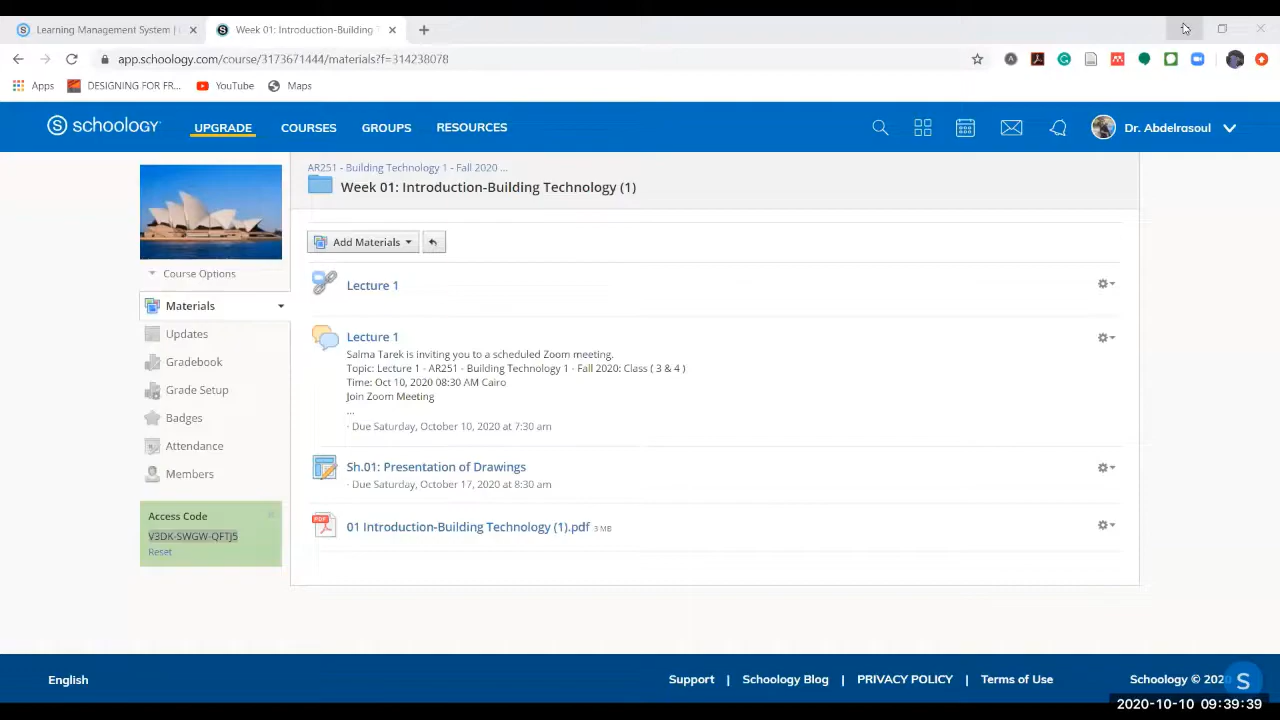 Learning Management System |
Week 01: Introduction-Building T
app.schoology.com/course/3173671444/materials?f=314238078
Apps
DESIGNING FOR FR...
YouTube
Maps
schoology
UPGRADE
COURSES
GROUPS
RESOURCES
Dr. Abdelrasoul
AR251 - Building Technology 1 - Fall 2020 ...
Week 01: Introduction-Building Technology (1)
Add Materials
Course Options
Materials
Updates
Gradebook
Grade Setup
Badges
Attendance
Members
Access Code
V3DK-SWGW-QFTJ5
Reset
Lecture 1
Lecture 1
Salma Tarek is inviting you to a scheduled Zoom meeting.
Topic: Lecture 1 - AR251 - Building Technology 1 - Fall 2020: Class ( 3 & 4 )
Time: Oct 10, 2020 08:30 AM Cairo
Join Zoom Meeting
...
· Due Saturday, October 10, 2020 at 7:30 am
Sh.01: Presentation of Drawings
· Due Saturday, October 17, 2020 at 8:30 am
PDF
01 Introduction-Building Technology (1).pdf 3 MB
English
Support | Schoology Blog | PRIVACY POLICY | Terms of Use
Schoology © 2020
S
2020-10-10 09:39:39